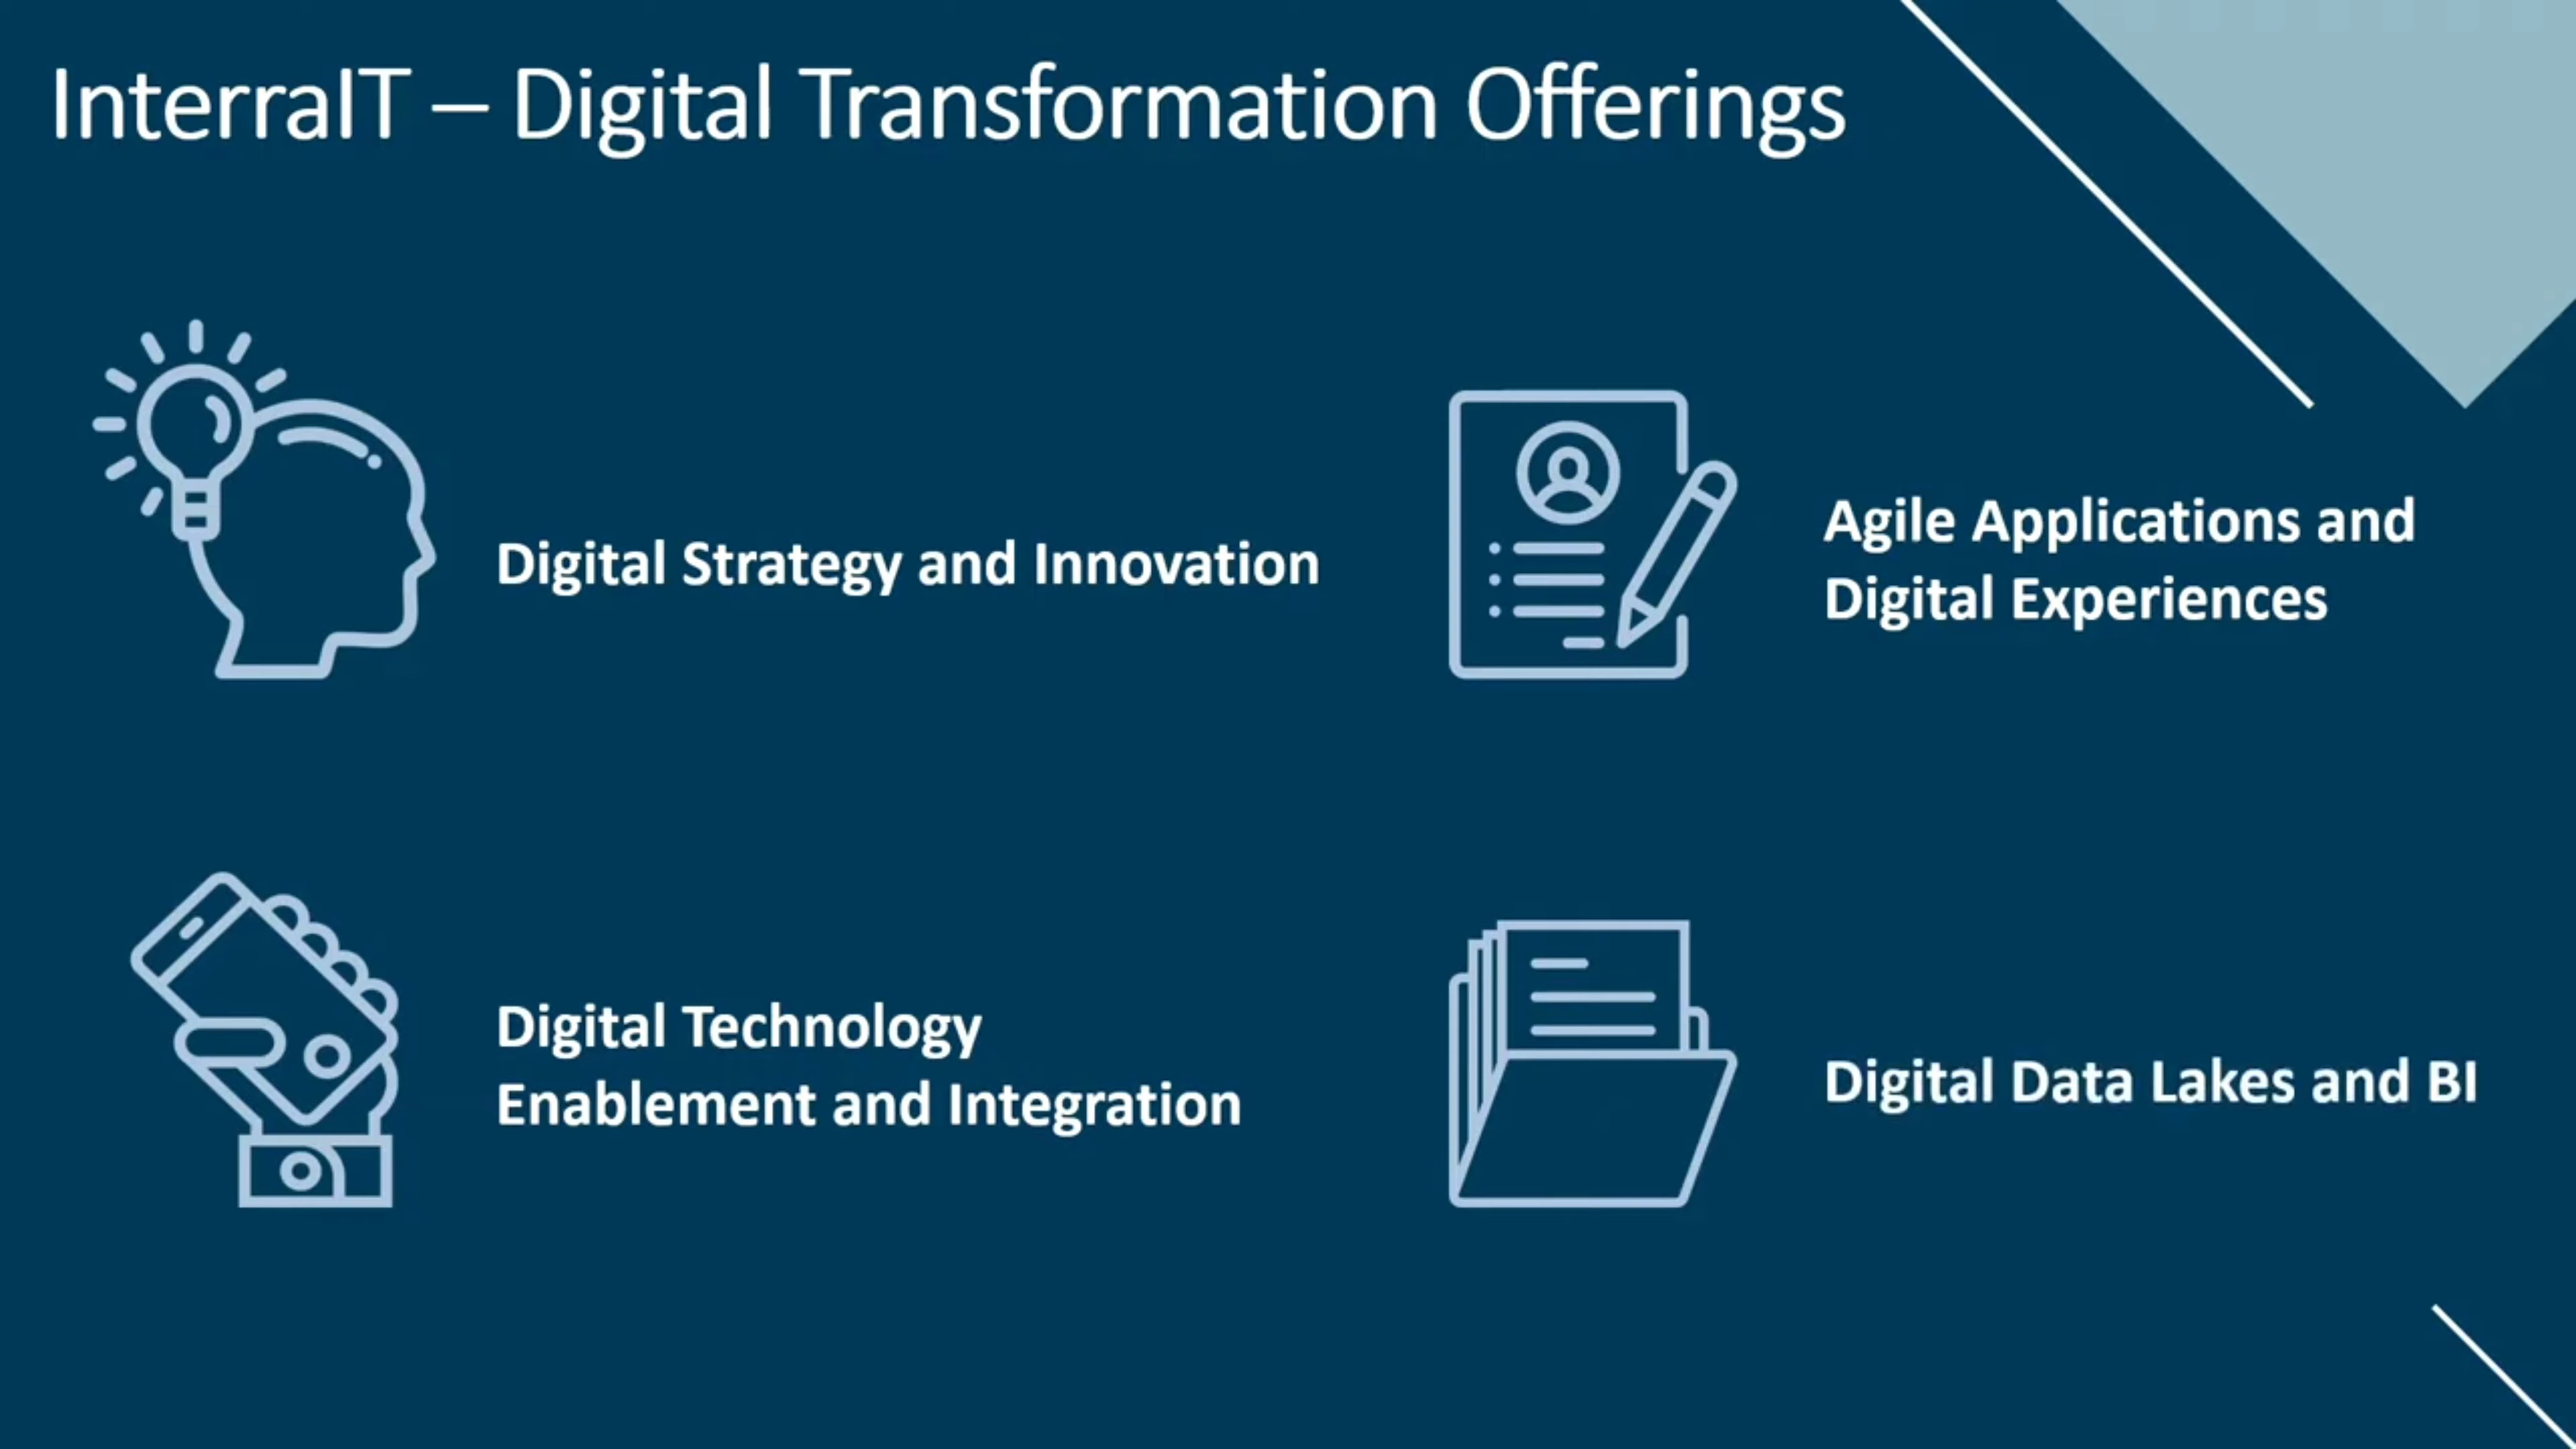 InterraIT – Digital Transformation Offerings
Digital Strategy and Innovation
Agile Applications and
Digital Experiences
Digital Technology
Enablement and Integration
Digital Data Lakes and BI